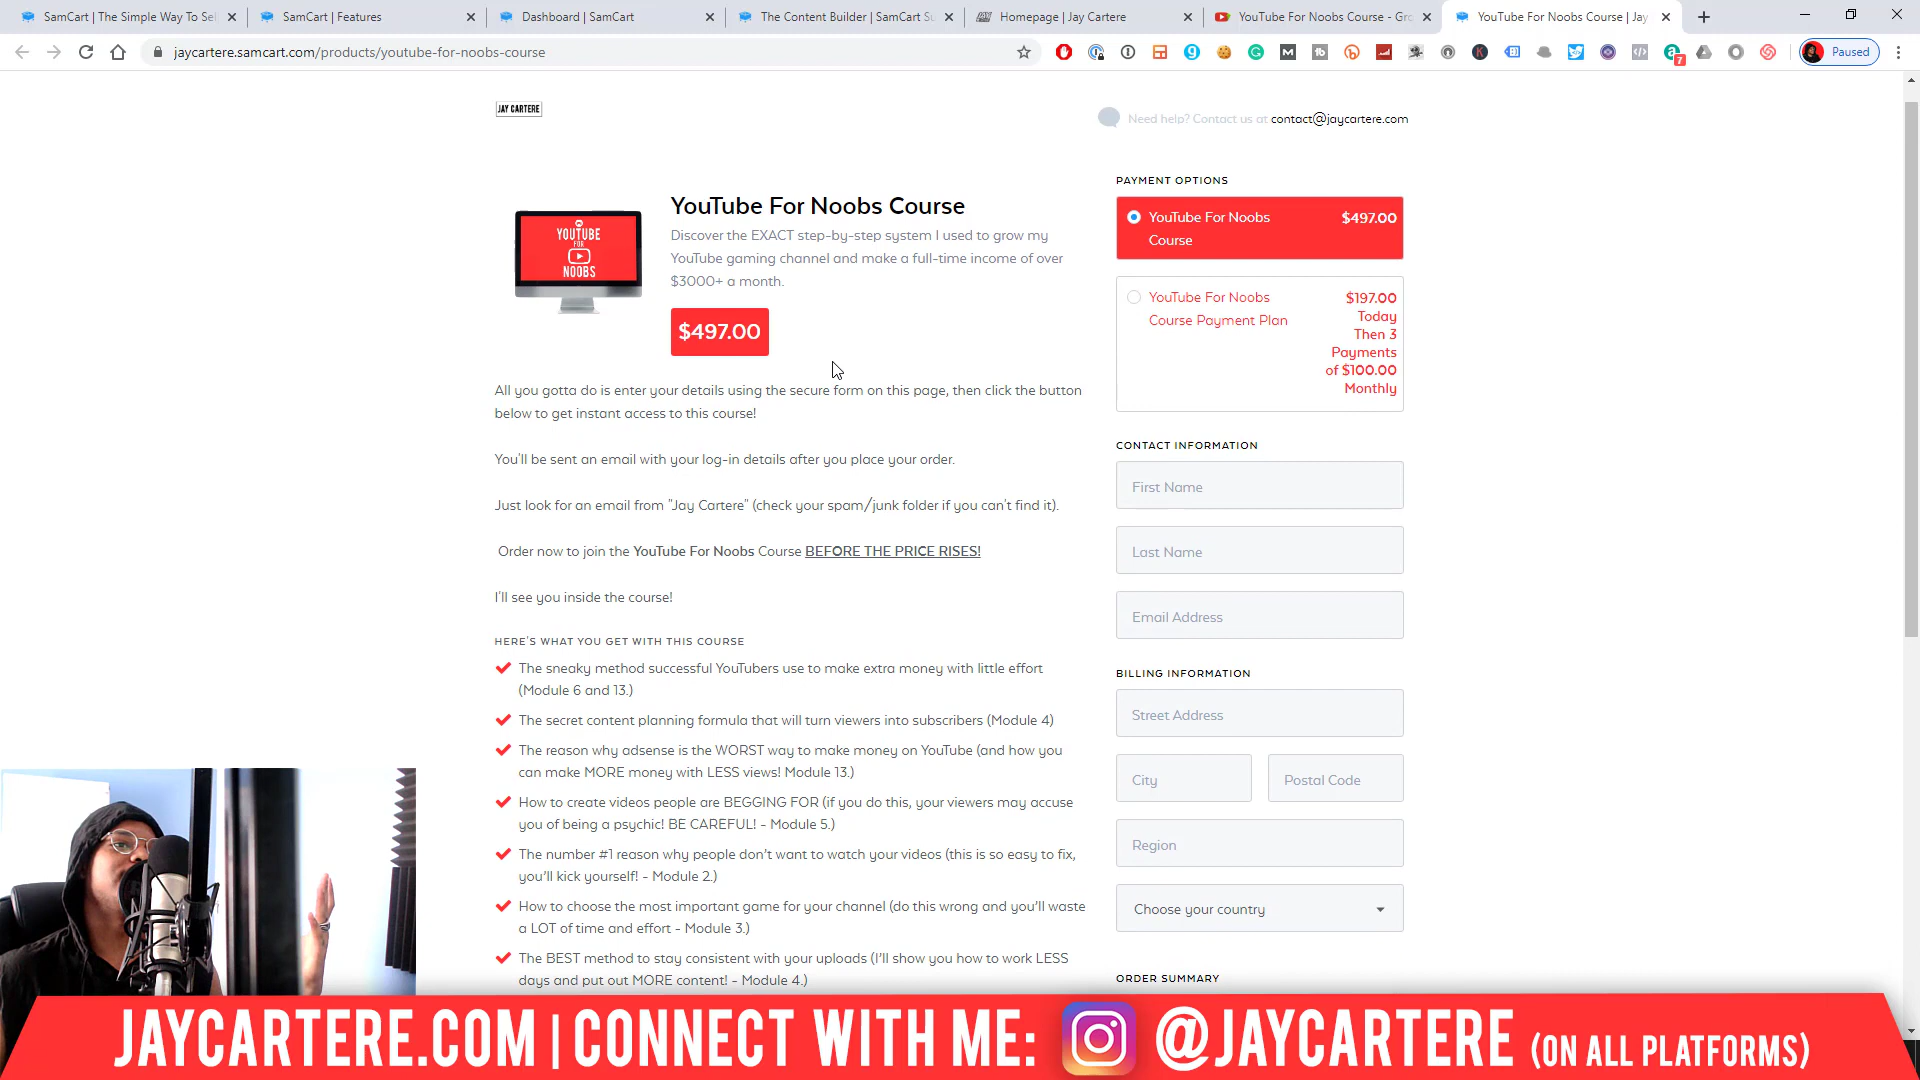 SamCart | The Simple Way To Sel
SamCart | Features
Dashboard | SamCart
The Content Builder | SamCart Su
Homepage | Jay Cartere
YouTube For Noobs Course - Gro
YouTube For Noobs Course | Jay
jaycartere.samcart.com/products/youtube-for-noobs-course
7
Paused
JAY CARTERE
Need help? Contact us at contact@jaycartere.com
YOUTUBE
FOR
NOOBS
YouTube For Noobs Course
Discover the EXACT step-by-step system I used to grow my
YouTube gaming channel and make a full-time income of over
$3000+ a month.
$497.00
All you gotta do is enter your details using the secure form on this page, then click the button
below to get instant access to this course!
You'll be sent an email with your log-in details after you place your order.
Just look for an email from "Jay Cartere" (check your spam/junk folder if you can't find it).
Order now to join the YouTube For Noobs Course BEFORE THE PRICE RISES!
I'll see you inside the course!
HERE'S WHAT YOU GET WITH THIS COURSE
The sneaky method successful YouTubers use to make extra money with little effort
(Module 6 and 13.)
The secret content planning formula that will turn viewers into subscribers (Module 4)
The reason why adsense is the WORST way to make money on YouTube (and how you
can make MORE money with LESS views! Module 13.)
How to create videos people are BEGGING FOR (if you do this, your viewers may accuse
you of being a psychic! BE CAREFUL! - Module 5.)
The number #1 reason why people don't want to watch your videos (this is so easy to fix,
you'll kick yourself! - Module 2.)
How to choose the most important game for your channel (do this wrong and you'll waste
a LOT of time and effort - Module 3.)
The BEST method to stay consistent with your uploads (I'll show you how to work LESS
days and put out MORE content! - Module 4.)
PAYMENT OPTIONS
YouTube For Noobs $497.00
Course
YouTube For Noobs $197.00
Course Payment Plan Today
Then 3
Payments
of $100.00
Monthly
CONTACT INFORMATION
First Name
Last Name
Email Address
BILLING INFORMATION
Street Address
City Postal Code
Region
Choose your country
ORDER SUMMARY
JAYCARTERE.COM | CONNECT WITH ME: @JAYCARTERE (ON ALL PLATFORMS)